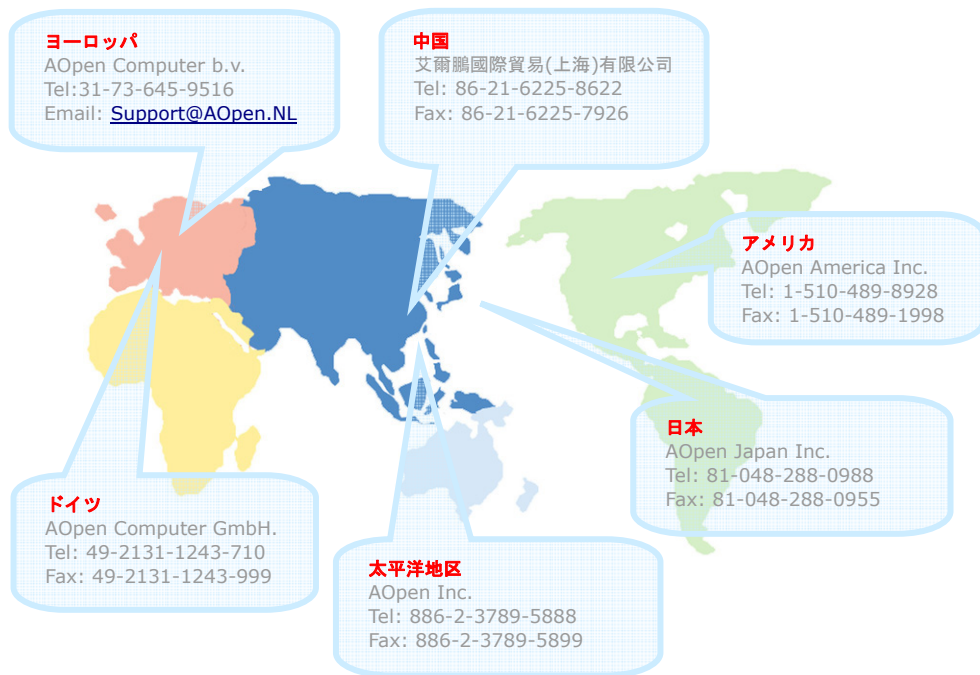 ヨーロッパ
AOpen Computer b.v.
Tel:31-73-645-9516
Email: Support@AOpen.NL
中国
艾爾鵬國際貿易(上海)有限公司
Tel: 86-21-6225-8622
Fax: 86-21-6225-7926
アメリカ
AOpen America Inc.
Tel: 1-510-489-8928
Fax: 1-510-489-1998
日本
AOpen Japan Inc.
Tel: 81-048-288-0988
Fax: 81-048-288-0955
ドイツ
AOpen Computer GmbH.
Tel: 49-2131-1243-710
Fax: 49-2131-1243-999
太平洋地区
AOpen Inc.
Tel: 886-2-3789-5888
Fax: 886-2-3789-5899